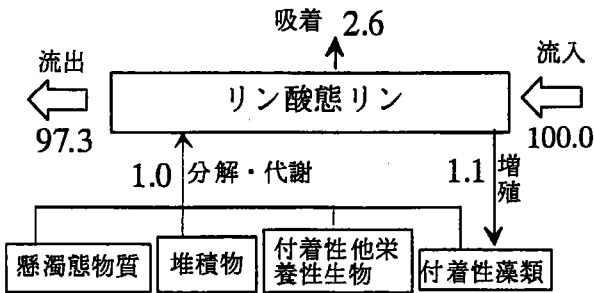 吸着 2.6
流出
流入
リン酸態リン
97.3
100.0
1.0 分解・代謝
1.1 増殖
懸濁態物質
堆積物
付着性他栄
養性生物
付着性藻類